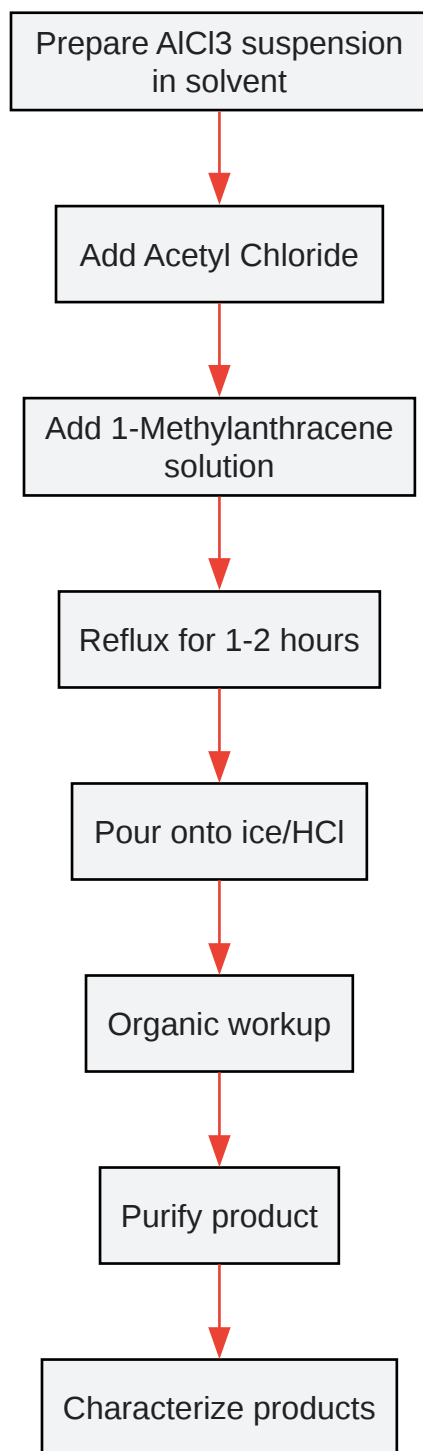 Prepare AlCl3 suspension
in solvent
Add Acetyl Chloride
Add 1-Methylanthracene
solution
Reflux for 1-2 hours
Pour onto ice/HCl
Organic workup
Purify product
Characterize products